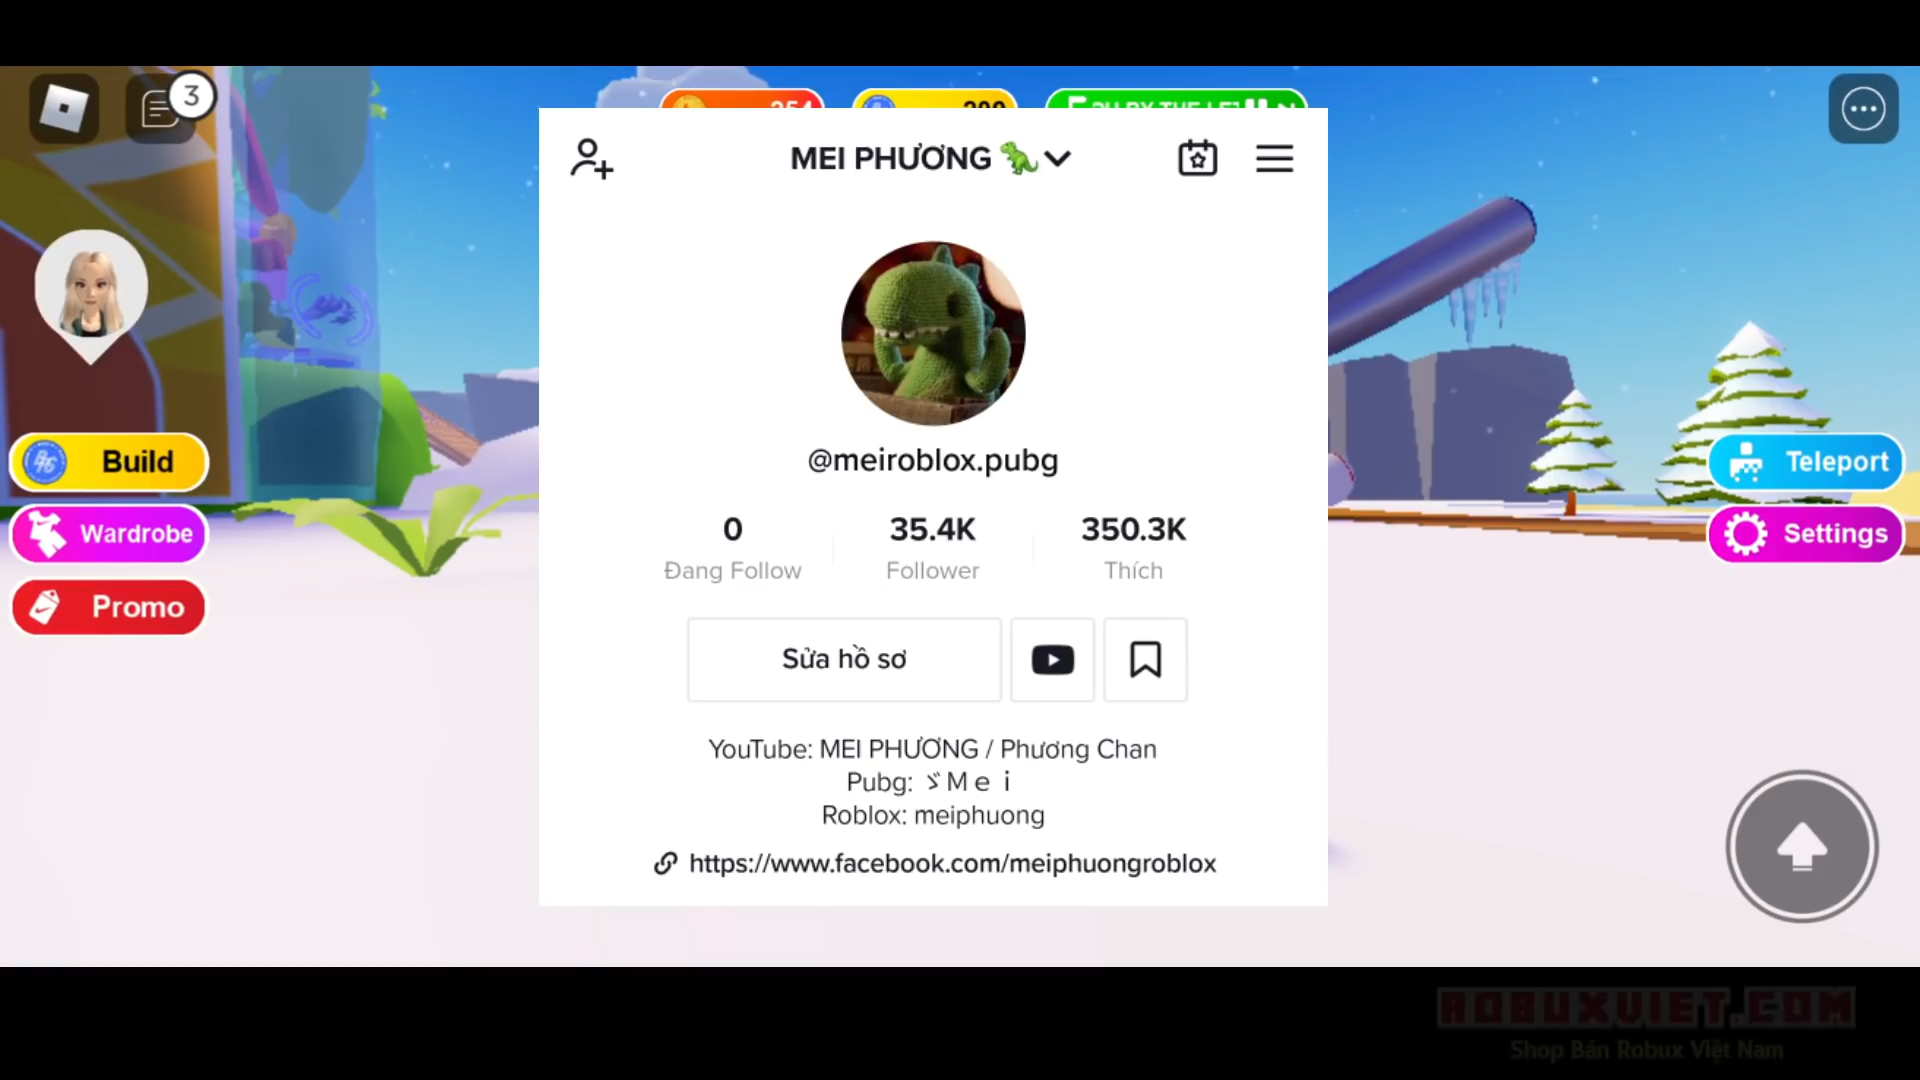 3
MEI PHƯƠNG
@meiroblox.pubg
0
35.4K
350.3K
Đang Follow
Follower
Thích
Sửa hồ sơ
YouTube: MEI PHƯƠNG / Phương Chan
Pubg: ゞM e i
Roblox: meiphuong
https://www.facebook.com/meiphuongroblox
Build
Wardrobe
Promo
Teleport
Settings
ROBUXVIET.COM
Shop Bán Robux Việt Nam